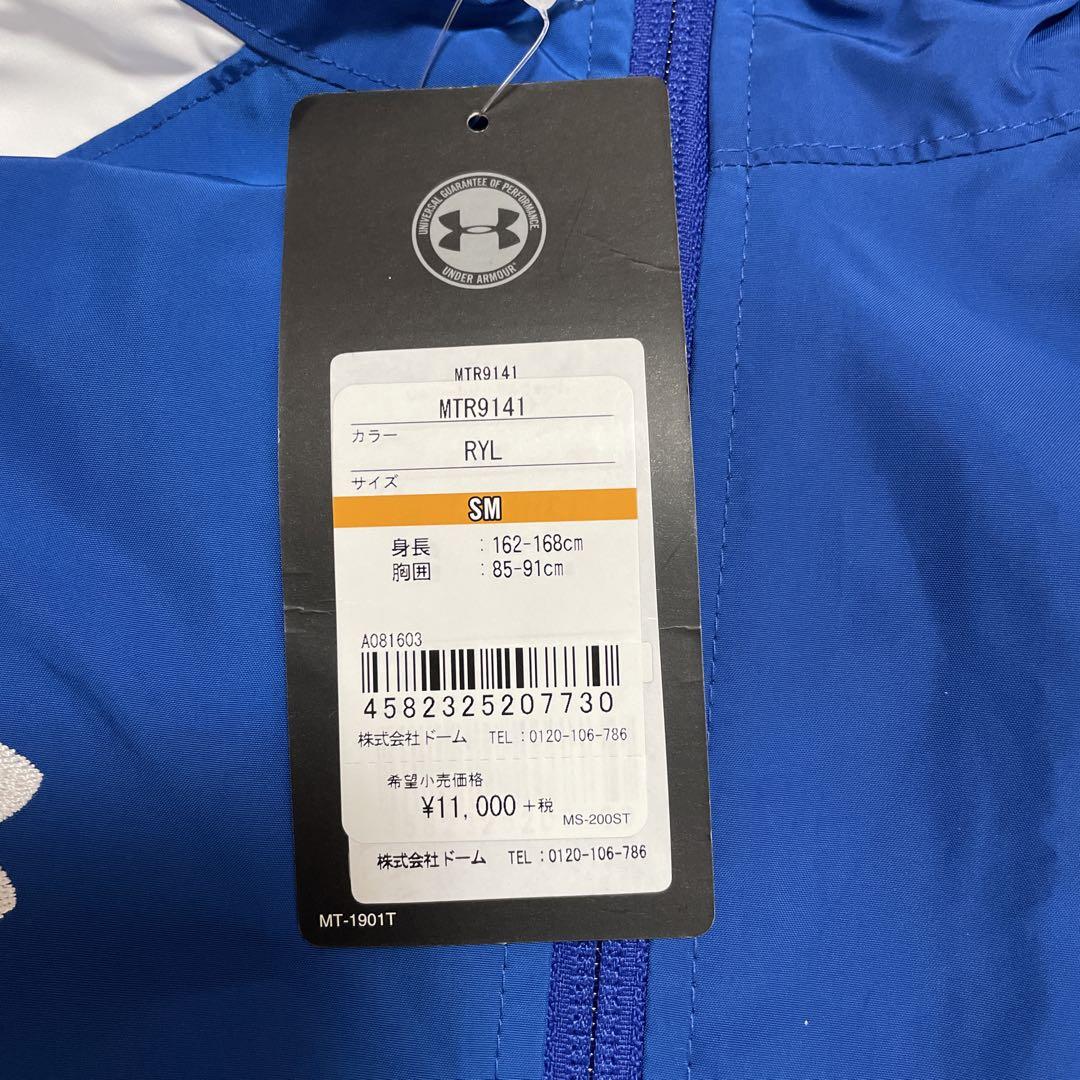 UNIVERSAL GUARANTEE OF PERFORMANCE
UNDER ARMOUR
MTR9141
MTR9141
カラー
RYL
サイズ
SM
身長 : 162-168cm
胸囲 : 85-91cm
A081603
4582325207730
株式会社ドーム TEL:0120-106-786
希望小売価格
¥11,000+税
MS-200ST
株式会社ドーム TEL:0120-106-786
MT-1901T